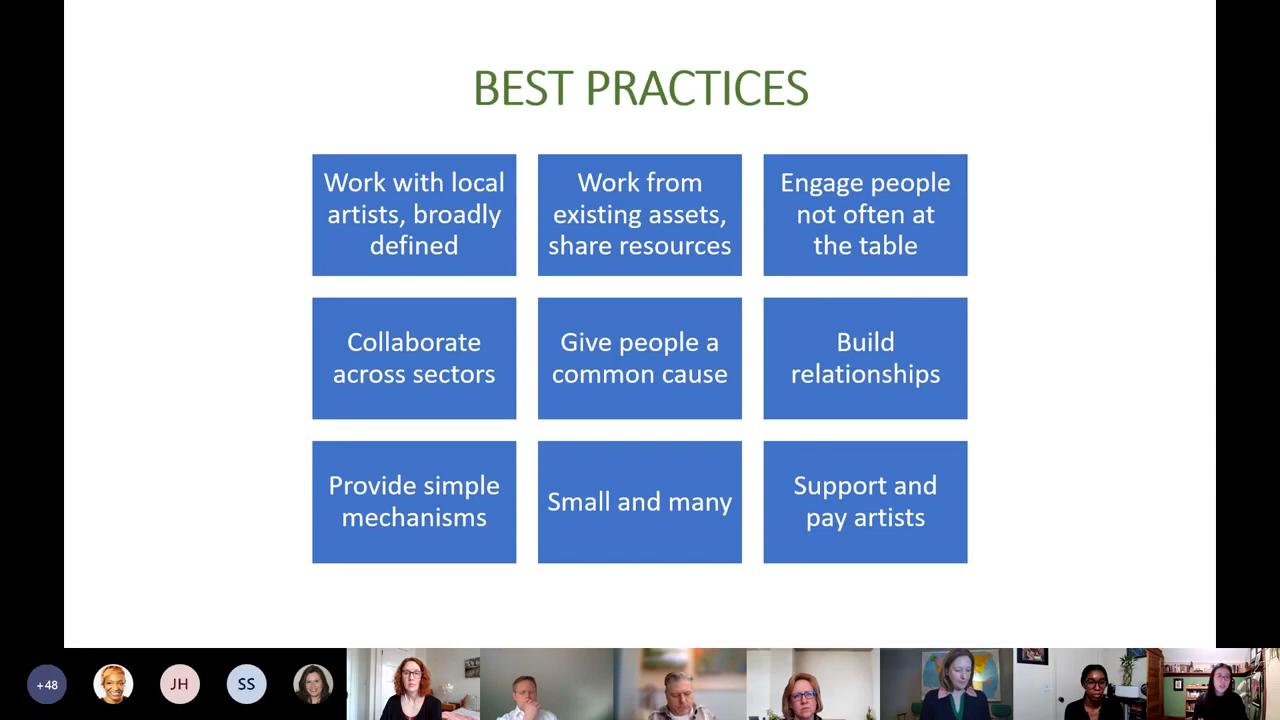 BEST PRACTICES
Work with local
artists, broadly
defined
Work from
existing assets,
share resources
Engage people
not often at
the table
Collaborate
across sectors
Give people a
common cause
Build
relationships
Provide simple
mechanisms
Small and many
Support and
pay artists
+48
JH
SS